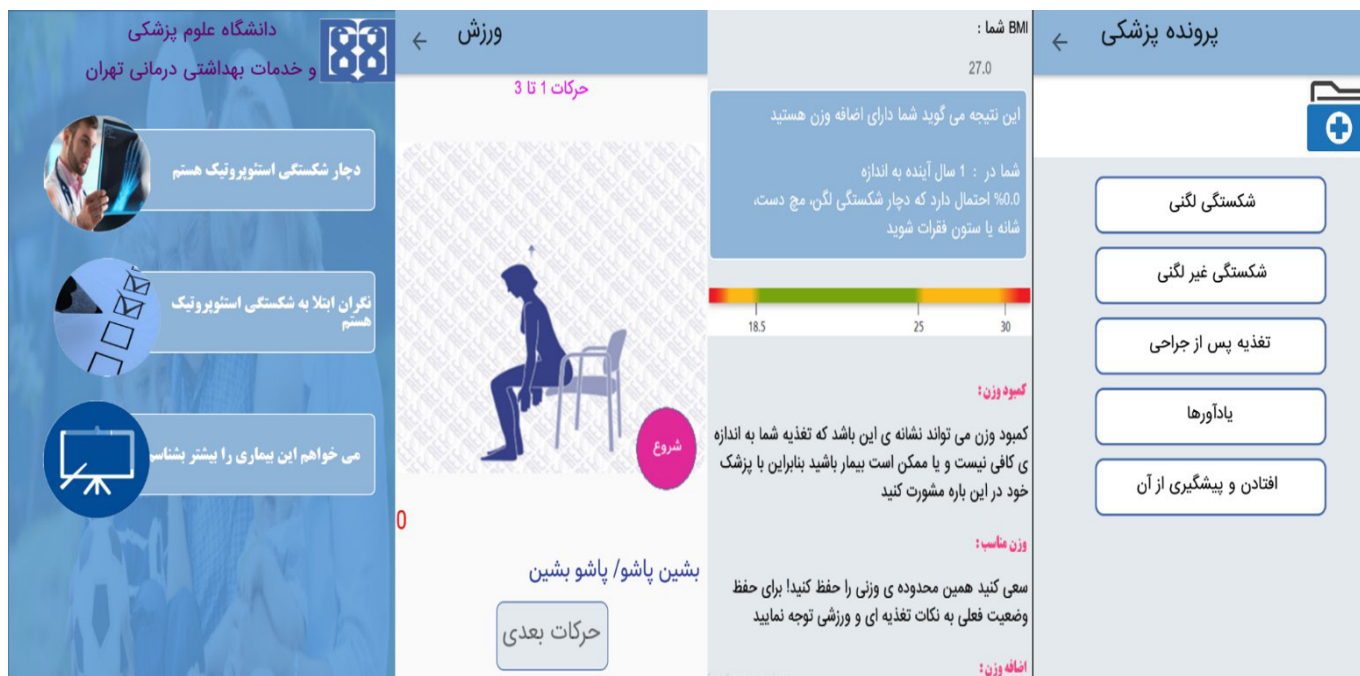 دانشگاه علوم پزشکی
و خدمات بهداشتی درمانی تهران
دچار شکستگی استئوپروتیک هستم
نگران ابتلا به شکستگی استئوپروتیک
هستم
می خواهم این بیماری را بیشتر بشناسم
ورزش
حرکات 1 تا 3
شروع
0
بشین پاشو/ پاشو بشین
حرکات بعدی
BMI شما :
27.0
این نتیجه می گوید شما دارای اضافه وزن هستید
شما در : 1 سال آینده به اندازه
%0.0 احتمال دارد که دچار شکستگی لگن، مچ دست،
شانه یا ستون فقرات شوید
18.5 25 30
کمبود وزن :
کمبود وزن می تواند نشانه ی این باشد که تغذیه شما به اندازه
ی کافی نیست و یا ممکن است بیمار باشید بنابراین با پزشک
خود در این باره مشورت کنید
وزن مناسب :
سعی کنید همین محدوده ی وزنی را حفظ کنید! برای حفظ
وضعیت فعلی به نکات تغذیه ای و ورزشی توجه نمایید
اضافه وزن :
پرونده پزشکی
شکستگی لگنی
شکستگی غیر لگنی
تغذیه پس از جراحی
یادآورها
افتادن و پیشگیری از آن